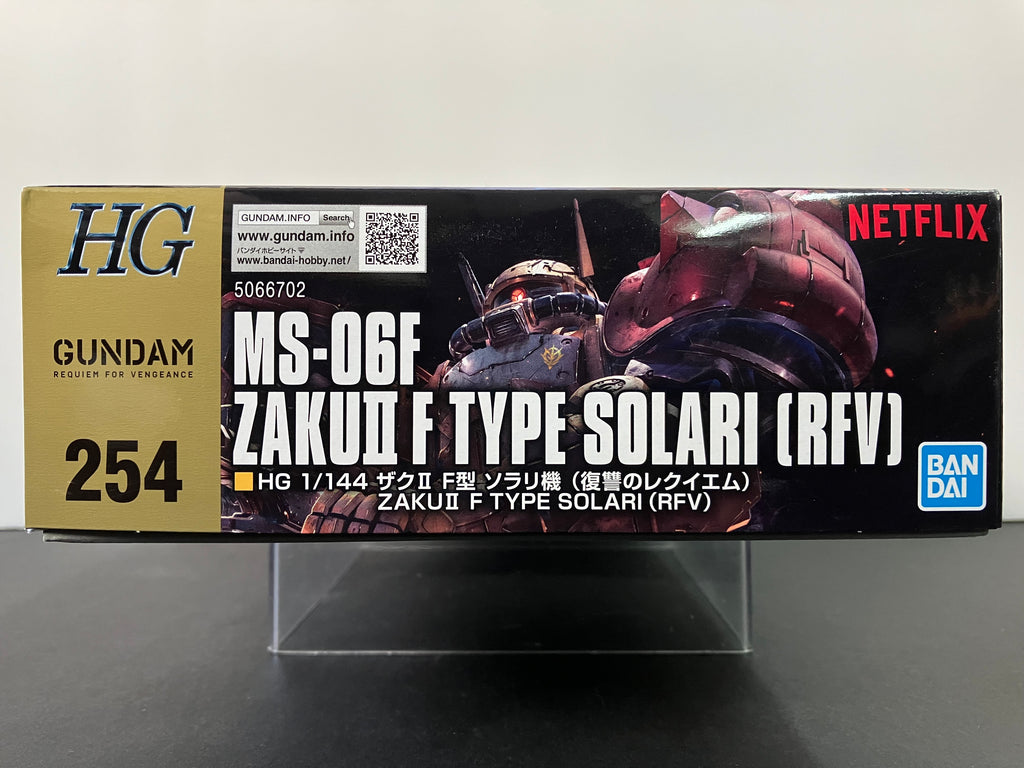 HG
GUNDAM
REQUIEM FOR VENGEANCE
254
GUNDAM.INFO Search
www.gundam.info
バンダイホビーサイト▽
www.bandai-hobby.net/
5066702
MS-06F
ZAKUⅡ F TYPE SOLARI (RFV)
HG 1/144 ザクⅡ F型 ソラリ機（復讐のレクイエム）
ZAKUⅡ F TYPE SOLARI（RFV）
NETFLIX
BAN
DAI